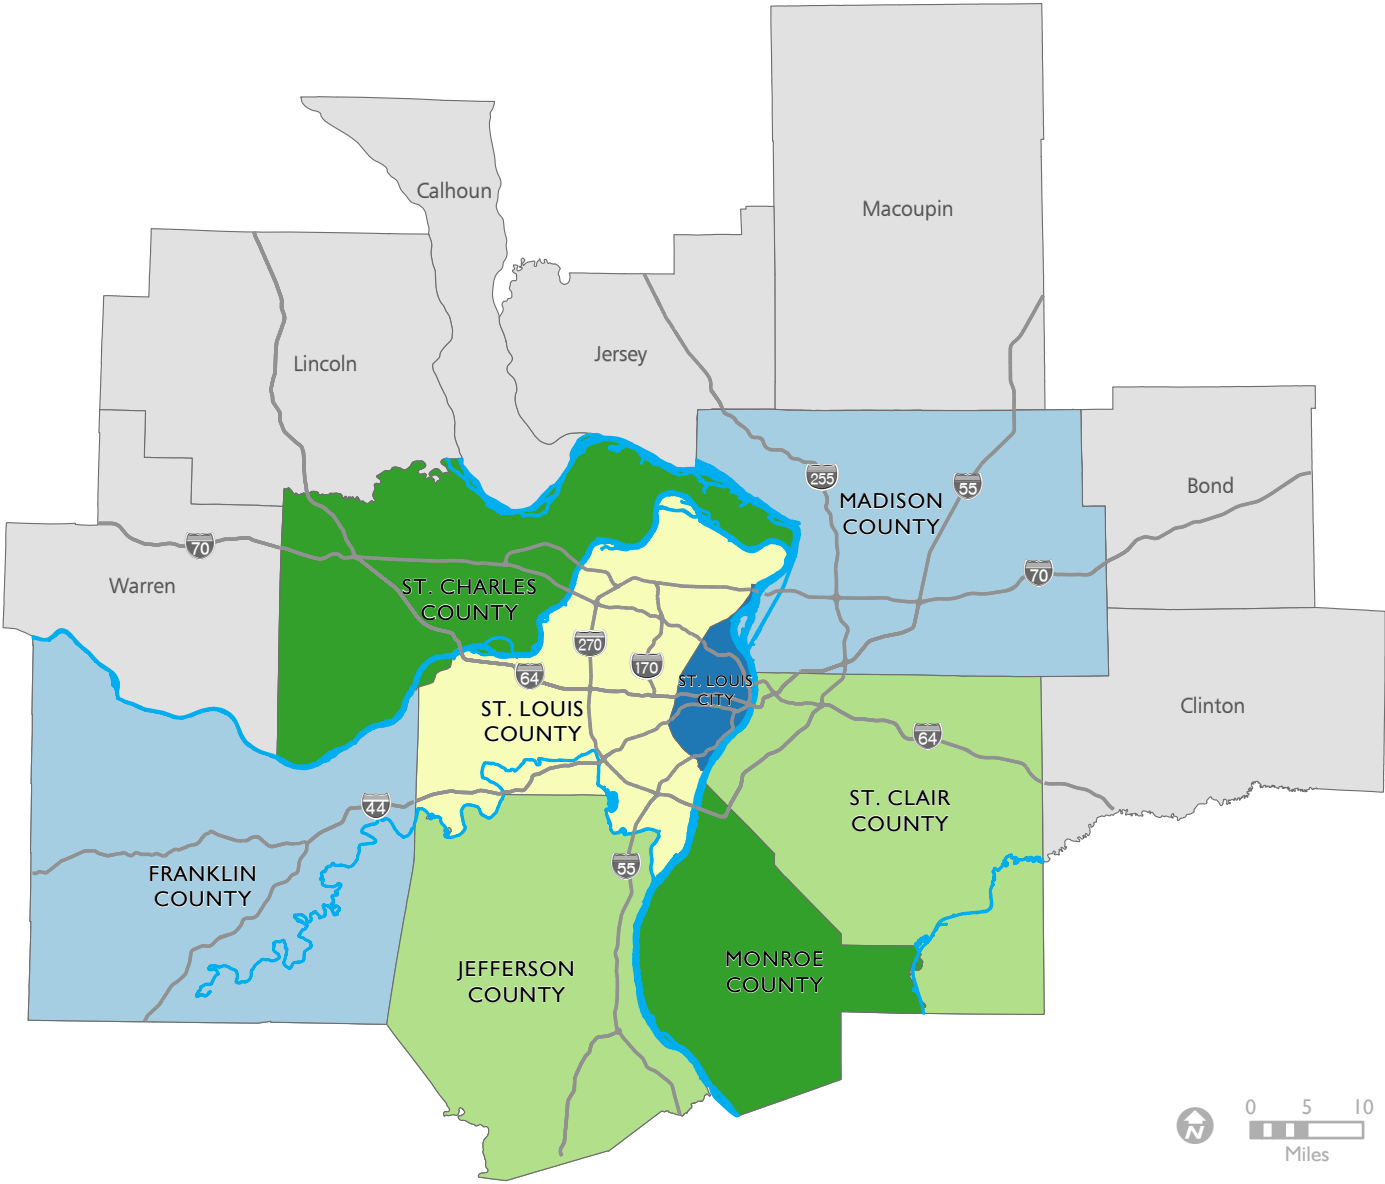 Calhoun
Macoupin
Lincoln
Jersey
255
55
MADISON
COUNTY
Bond
70
70
Warren
ST. CHARLES
COUNTY
270
170
64
ST. LOUIS
CITY
ST. LOUIS
COUNTY
Clinton
64
44
ST. CLAIR
COUNTY
55
FRANKLIN
COUNTY
JEFFERSON
COUNTY
MONROE
COUNTY
N
0 5 10
Miles